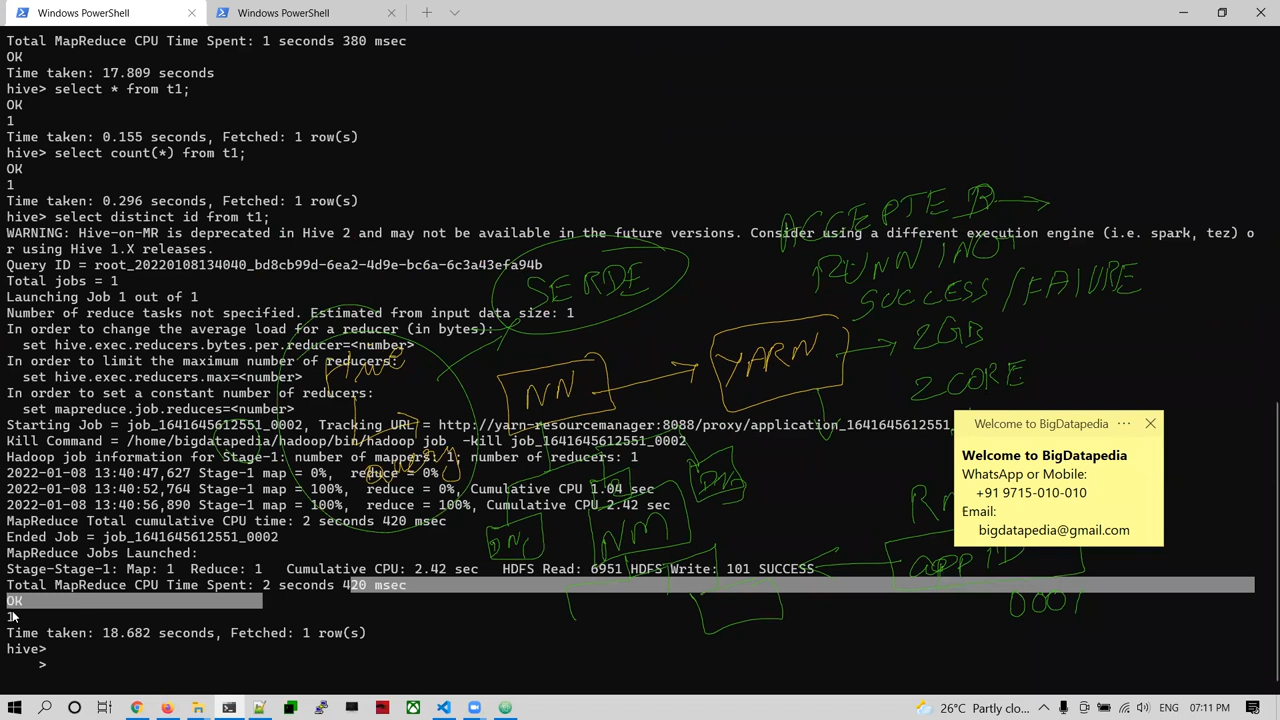 Windows PowerShell
Windows PowerShell
Total MapReduce CPU Time Spent: 1 seconds 380 msec
OK
Time taken: 17.809 seconds
hive> select * from t1;
OK
1
Time taken: 0.155 seconds, Fetched: 1 row(s)
hive> select count(*) from t1;
OK
1
Time taken: 0.296 seconds, Fetched: 1 row(s)
hive> select distinct id from t1;
WARNING: Hive-on-MR is deprecated in Hive 2 and may not be available in the future versions. Consider using a different execution engine (i.e. spark, tez) o
r using Hive 1.X releases.
Query ID = root_20220108134040_bd8cb99d-6ea2-4d9e-bc6a-6c3a43efa94b
Total jobs = 1
Launching Job 1 out of 1
Number of reduce tasks not specified. Estimated from input data size: 1
In order to change the average load for a reducer (in bytes):
set hive.exec.reducers.bytes.per.reducer=<number>
In order to limit the maximum number of reducers:
set hive.exec.reducers.max=<number>
In order to set a constant number of reducers:
set mapreduce.job.reduces=<number>
Starting Job = job_1641645612551_0002, Tracking URL = http://yarn-resourcemanager:8088/proxy/application_1641645612551_
Kill Command = /home/bigdatapedia/hadoop/bin/hadoop job -kill job_1641645612551_0002
Hadoop job information for Stage-1: number of mappers: 1; number of reducers: 1
2022-01-08 13:40:47,627 Stage-1 map = 0%, reduce = 0%
2022-01-08 13:40:52,764 Stage-1 map = 100%, reduce = 0%, Cumulative CPU 1.04 sec
2022-01-08 13:40:56,890 Stage-1 map = 100%, reduce = 100%, Cumulative CPU 2.42 sec
MapReduce Total cumulative CPU time: 2 seconds 420 msec
Ended Job = job_1641645612551_0002
MapReduce Jobs Launched:
Stage-Stage-1: Map: 1 Reduce: 1 Cumulative CPU: 2.42 sec HDFS Read: 6951 HDFS Write: 101 SUCCESS
Total MapReduce CPU Time Spent: 2 seconds 420 msec
OK
1
Time taken: 18.682 seconds, Fetched: 1 row(s)
hive>
>
ACCEPTED
RUNNING
SUCCESS/FAILURE
2GB
2CORE
SERDE
Hive
Query
NN
YARN
DN
NM
DN
RM
app ID
0001
Welcome to BigDatapedia
Welcome to BigDatapedia
WhatsApp or Mobile:
+91 9715-010-010
Email:
bigdatapedia@gmail.com
26°C Partly clo...
07:11 PM